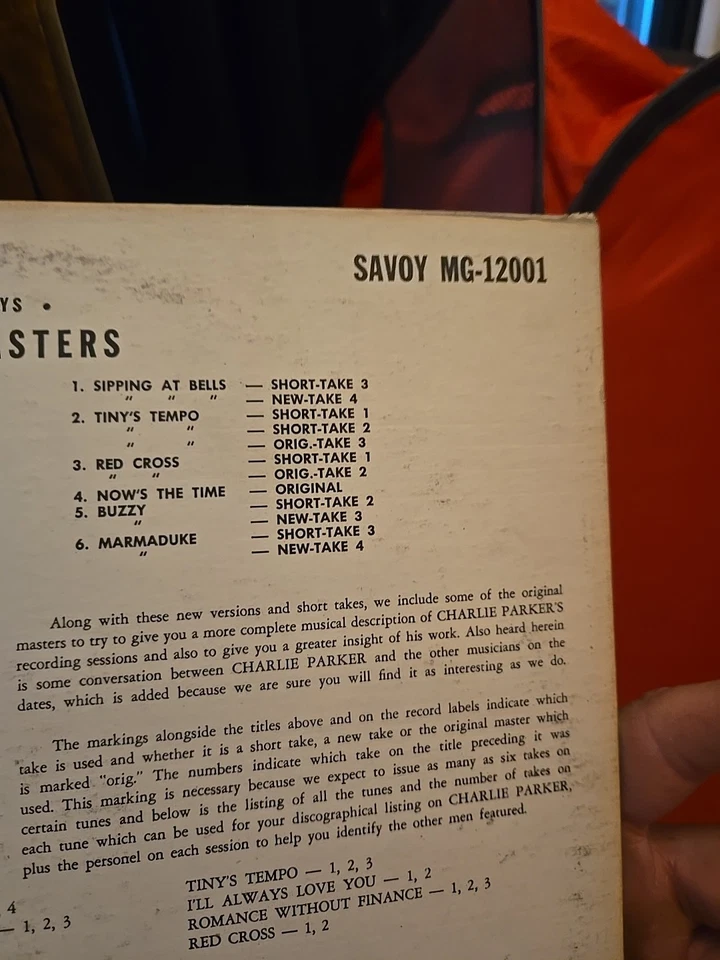 SAVOY MG-12001
YS •
STERS
1. SIPPING AT BELLS — SHORT-TAKE 3
" " " — NEW-TAKE 4
2. TINY'S TEMPO — SHORT-TAKE 1
" " — SHORT-TAKE 2
" " — ORIG.-TAKE 3
3. RED CROSS — SHORT-TAKE 1
" " — ORIG.-TAKE 2
4. NOW'S THE TIME — ORIGINAL
5. BUZZY — SHORT-TAKE 2
" — NEW-TAKE 3
6. MARMADUKE — SHORT-TAKE 3
" — NEW-TAKE 4
Along with these new versions and short takes, we include some of the original
masters to try to give you a more complete musical description of CHARLIE PARKER'S
recording sessions and also to give you a greater insight of his work. Also heard herein
is some conversation between CHARLIE PARKER and the other musicians on the
dates, which is added because we are sure you will find it as interesting as we do.
The markings alongside the titles above and on the record labels indicate which
take is used and whether it is a short take, a new take or the original master which
is marked "orig." The numbers indicate which take on the title preceding it was
used. This marking is necessary because we expect to issue as many as six takes on
certain tunes and below is the listing of all the tunes and the number of takes on
each tune which can be used for your discographical listing on CHARLIE PARKER,
plus the personel on each session to help you identify the other men featured.
4
— 1, 2, 3
TINY'S TEMPO — 1, 2, 3
I'LL ALWAYS LOVE YOU — 1, 2
ROMANCE WITHOUT FINANCE — 1, 2, 3
RED CROSS — 1, 2